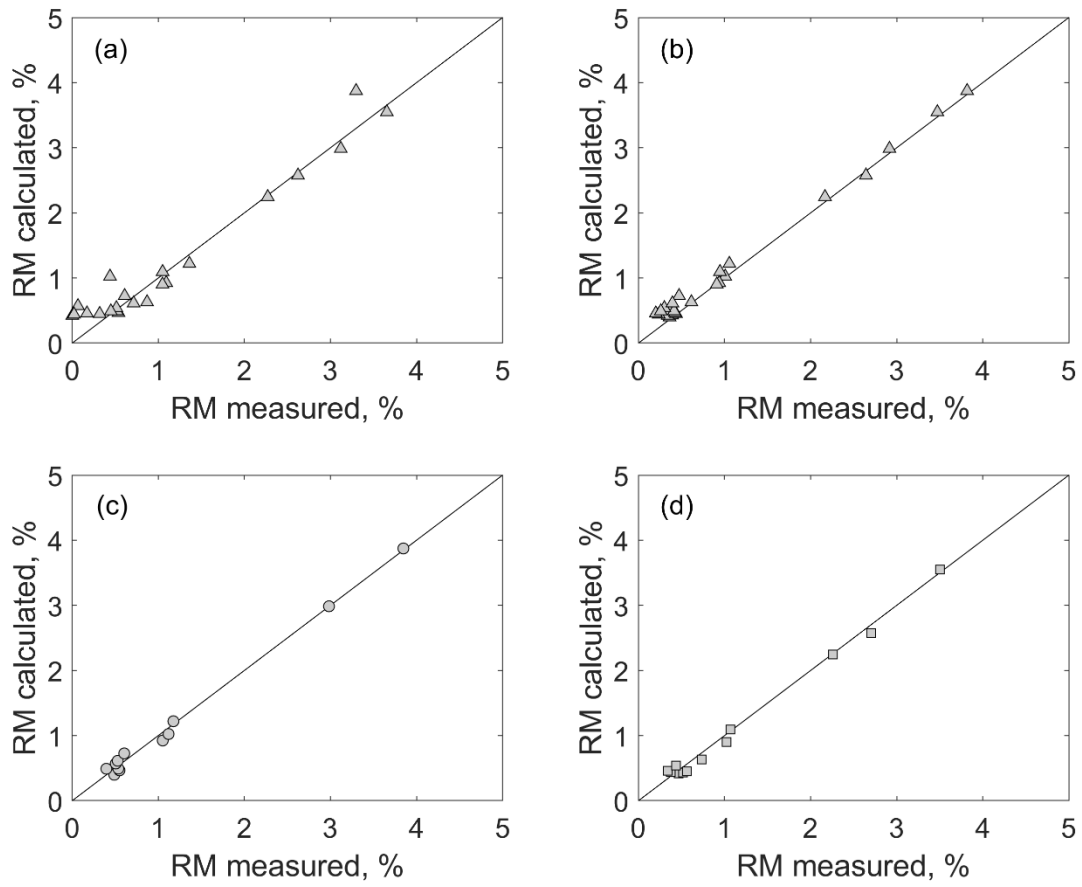 (a)
RM calculated, %
5
4
3
2
1
0
0 1 2 3 4 5
RM measured, %
(b)
RM calculated, %
5
4
3
2
1
0
0 1 2 3 4 5
RM measured, %
(c)
RM calculated, %
5
4
3
2
1
0
0 1 2 3 4 5
RM measured, %
(d)
RM calculated, %
5
4
3
2
1
0
0 1 2 3 4 5
RM measured, %